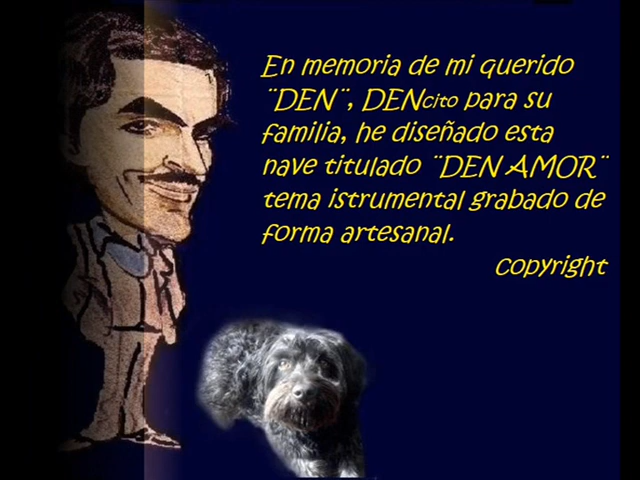 En memoria de mi querido
¨DEN¨, DENcito para su
familia, he diseñado esta
nave titulado ¨DEN AMOR¨
tema istrumental grabado de
forma artesanal.
copyright